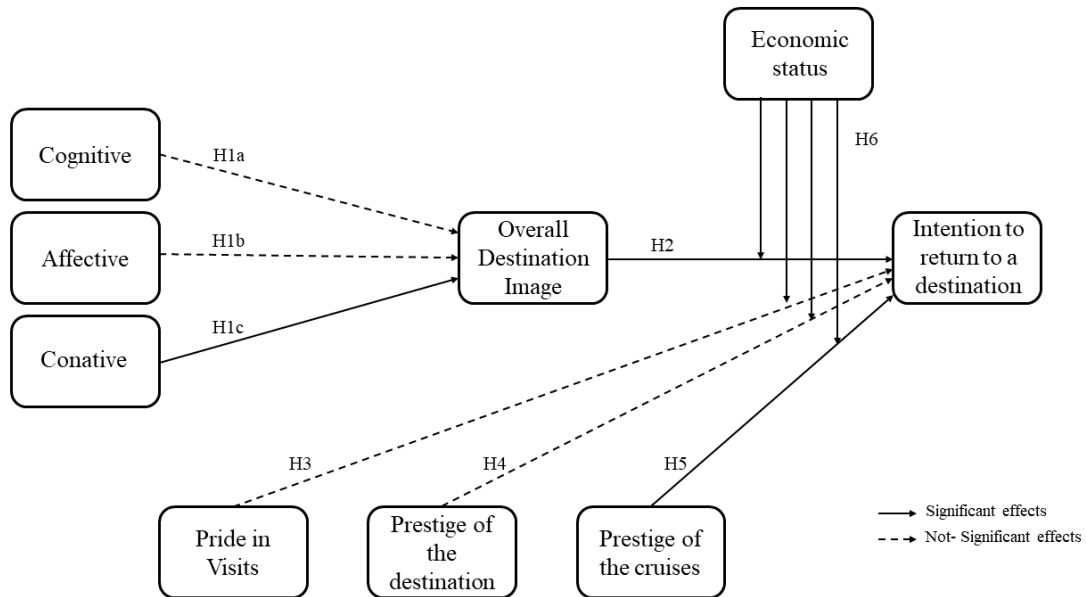 Economic
status
H6
Cognitive
H1a
Affective
H1b
Conative
H1c
Overall
Destination
Image
H2
Intention to
return to a
destination
H3
H4
H5
Pride in
Visits
Prestige of
the
destination
Prestige of
the cruises
Significant effects
Not- Significant effects